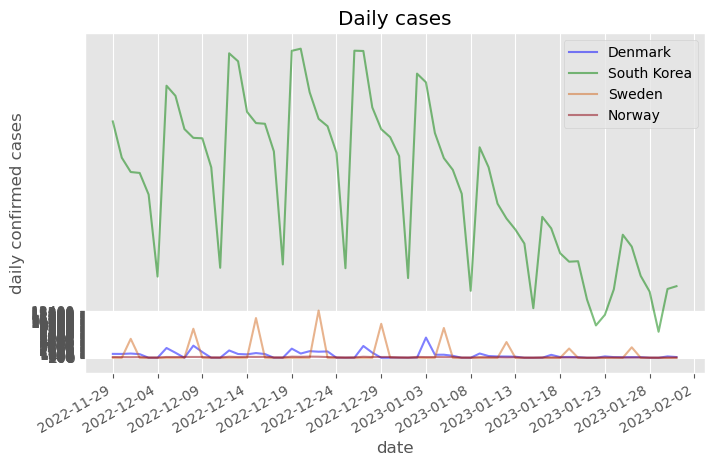 Daily cases
Denmark
South Korea
Sweden
Norway
daily confirmed cases
2022-11-29
2022-12-04
2022-12-09
2022-12-14
2022-12-19
2022-12-24
2022-12-29
2023-01-03
2023-01-08
2023-01-13
2023-01-18
2023-01-23
2023-01-28
2023-02-02
date